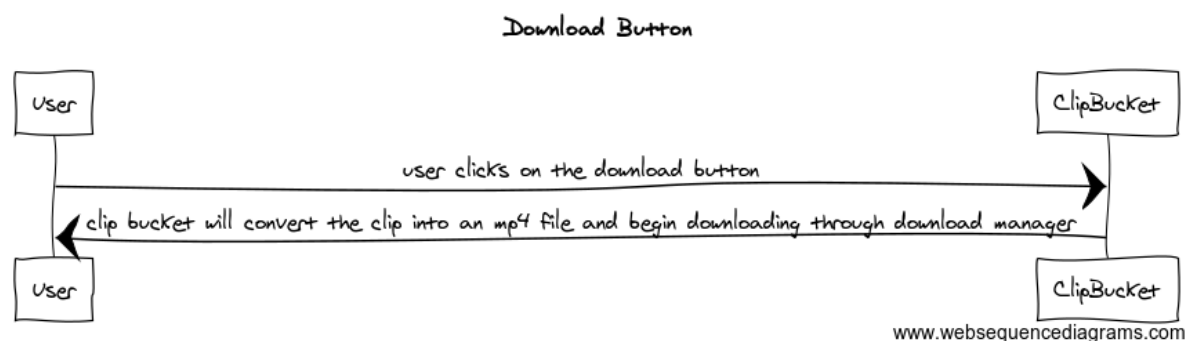 Download Button
User
ClipBucket
user clicks on the download button
clip bucket will convert the clip into an mp4 file and begin downloading through download manager
User
ClipBucket
www.websequencediagrams.com